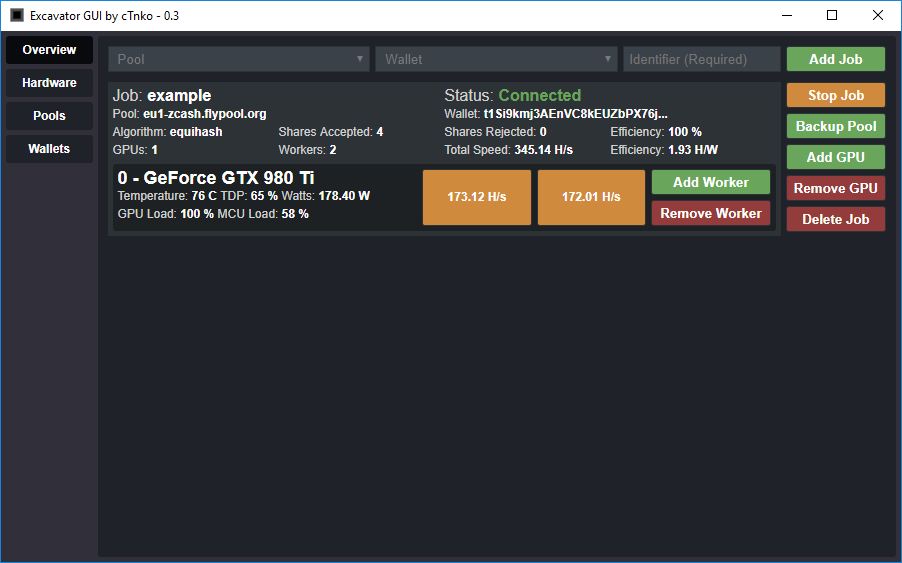 Excavator GUI by cTnko - 0.3
Overview
Hardware
Pools
Wallets
Pool Wallet Identifier (Required) Add Job
Job: example Status: Connected
Pool: eu1-zcash.flypool.org Wallet: t1Si9kmj3AEnVC8kEUZbPX76j...
Algorithm: equihash Shares Accepted: 4 Shares Rejected: 0 Efficiency: 100 %
GPUs: 1 Workers: 2 Total Speed: 345.14 H/s Efficiency: 1.93 H/W
0 - GeForce GTX 980 Ti
Temperature: 76 C TDP: 65 % Watts: 178.40 W
GPU Load: 100 % MCU Load: 58 %
173.12 H/s
172.01 H/s
Add Worker
Remove Worker
Stop Job
Backup Pool
Add GPU
Remove GPU
Delete Job